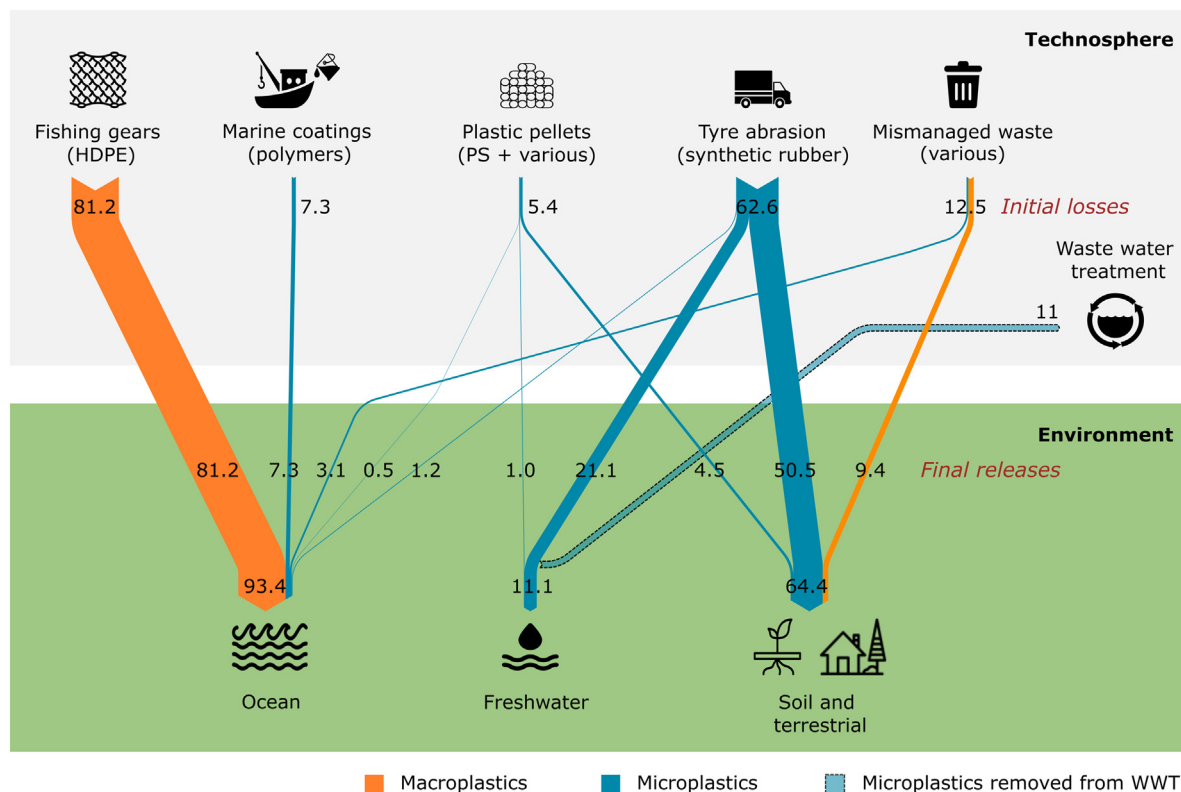 Technosphere
Fishing gears
(HDPE)
Marine coatings
(polymers)
Plastic pellets
(PS + various)
Tyre abrasion
(synthetic rubber)
Mismanaged waste
(various)
81.2
7.3
5.4
62.6
12.5
Initial losses
Waste water
treatment
11
Environment
81.2
7.3
3.1
0.5
1.2
1.0
21.1
4.5
50.5
9.4
Final releases
93.4
11.1
64.4
Ocean
Freshwater
Soil and
terrestrial
Macroplastics
Microplastics
Microplastics removed from WWT